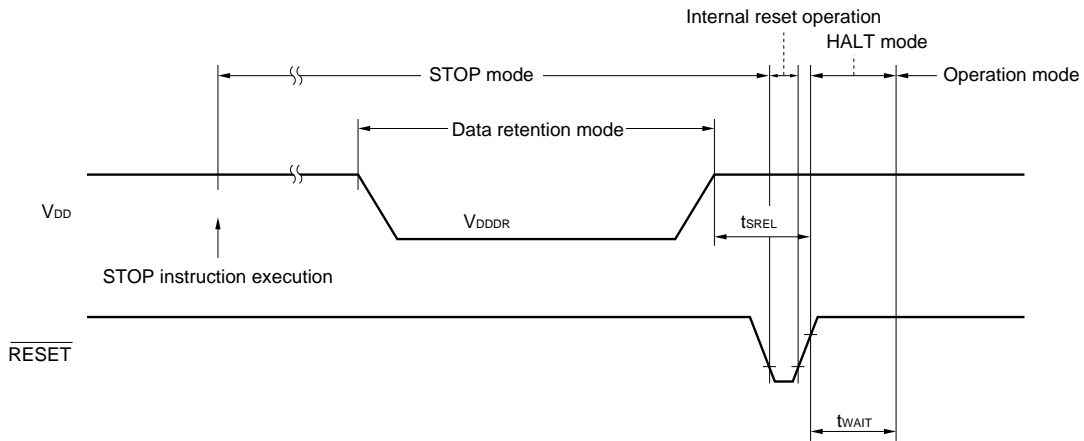 Internal reset operation
HALT mode
STOP mode
Operation mode
Data retention mode
VDD
VDDDR
tSREL
STOP instruction execution
RESET
tWAIT